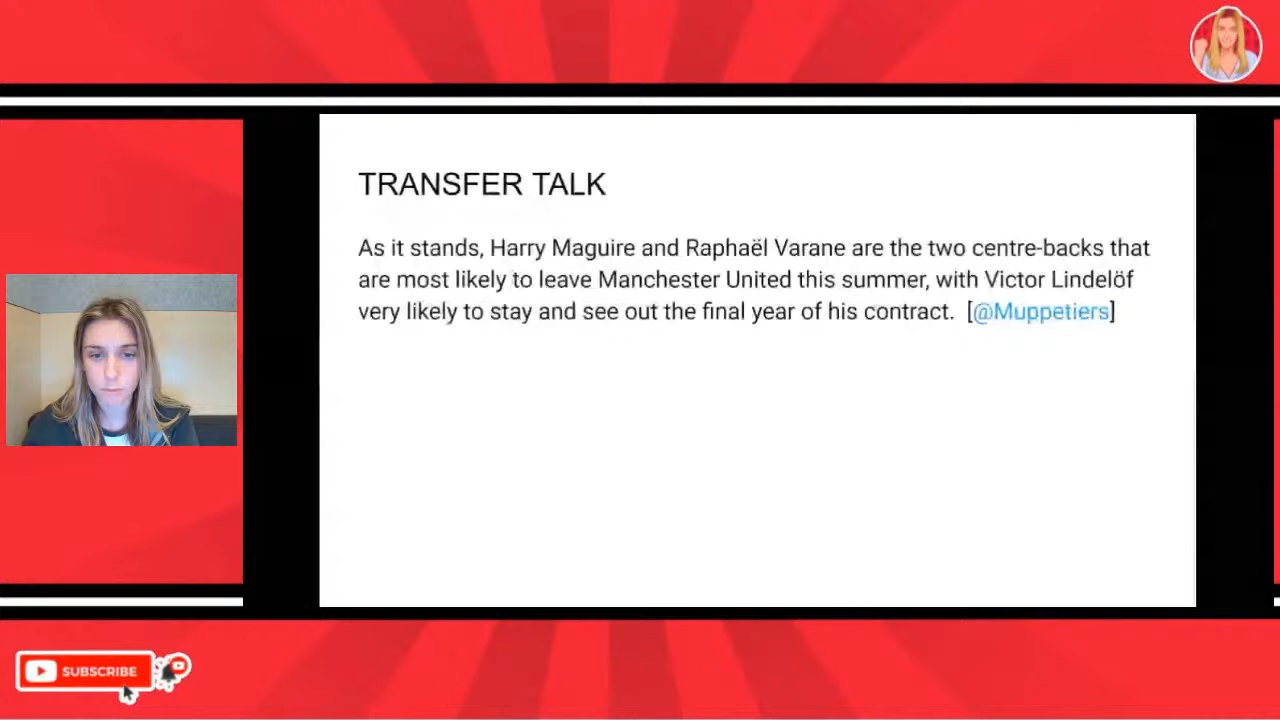 TRANSFER TALK
As it stands, Harry Maguire and Raphaël Varane are the two centre-backs that
are most likely to leave Manchester United this summer, with Victor Lindelöf
very likely to stay and see out the final year of his contract. [@Muppetiers]
SUBSCRIBE